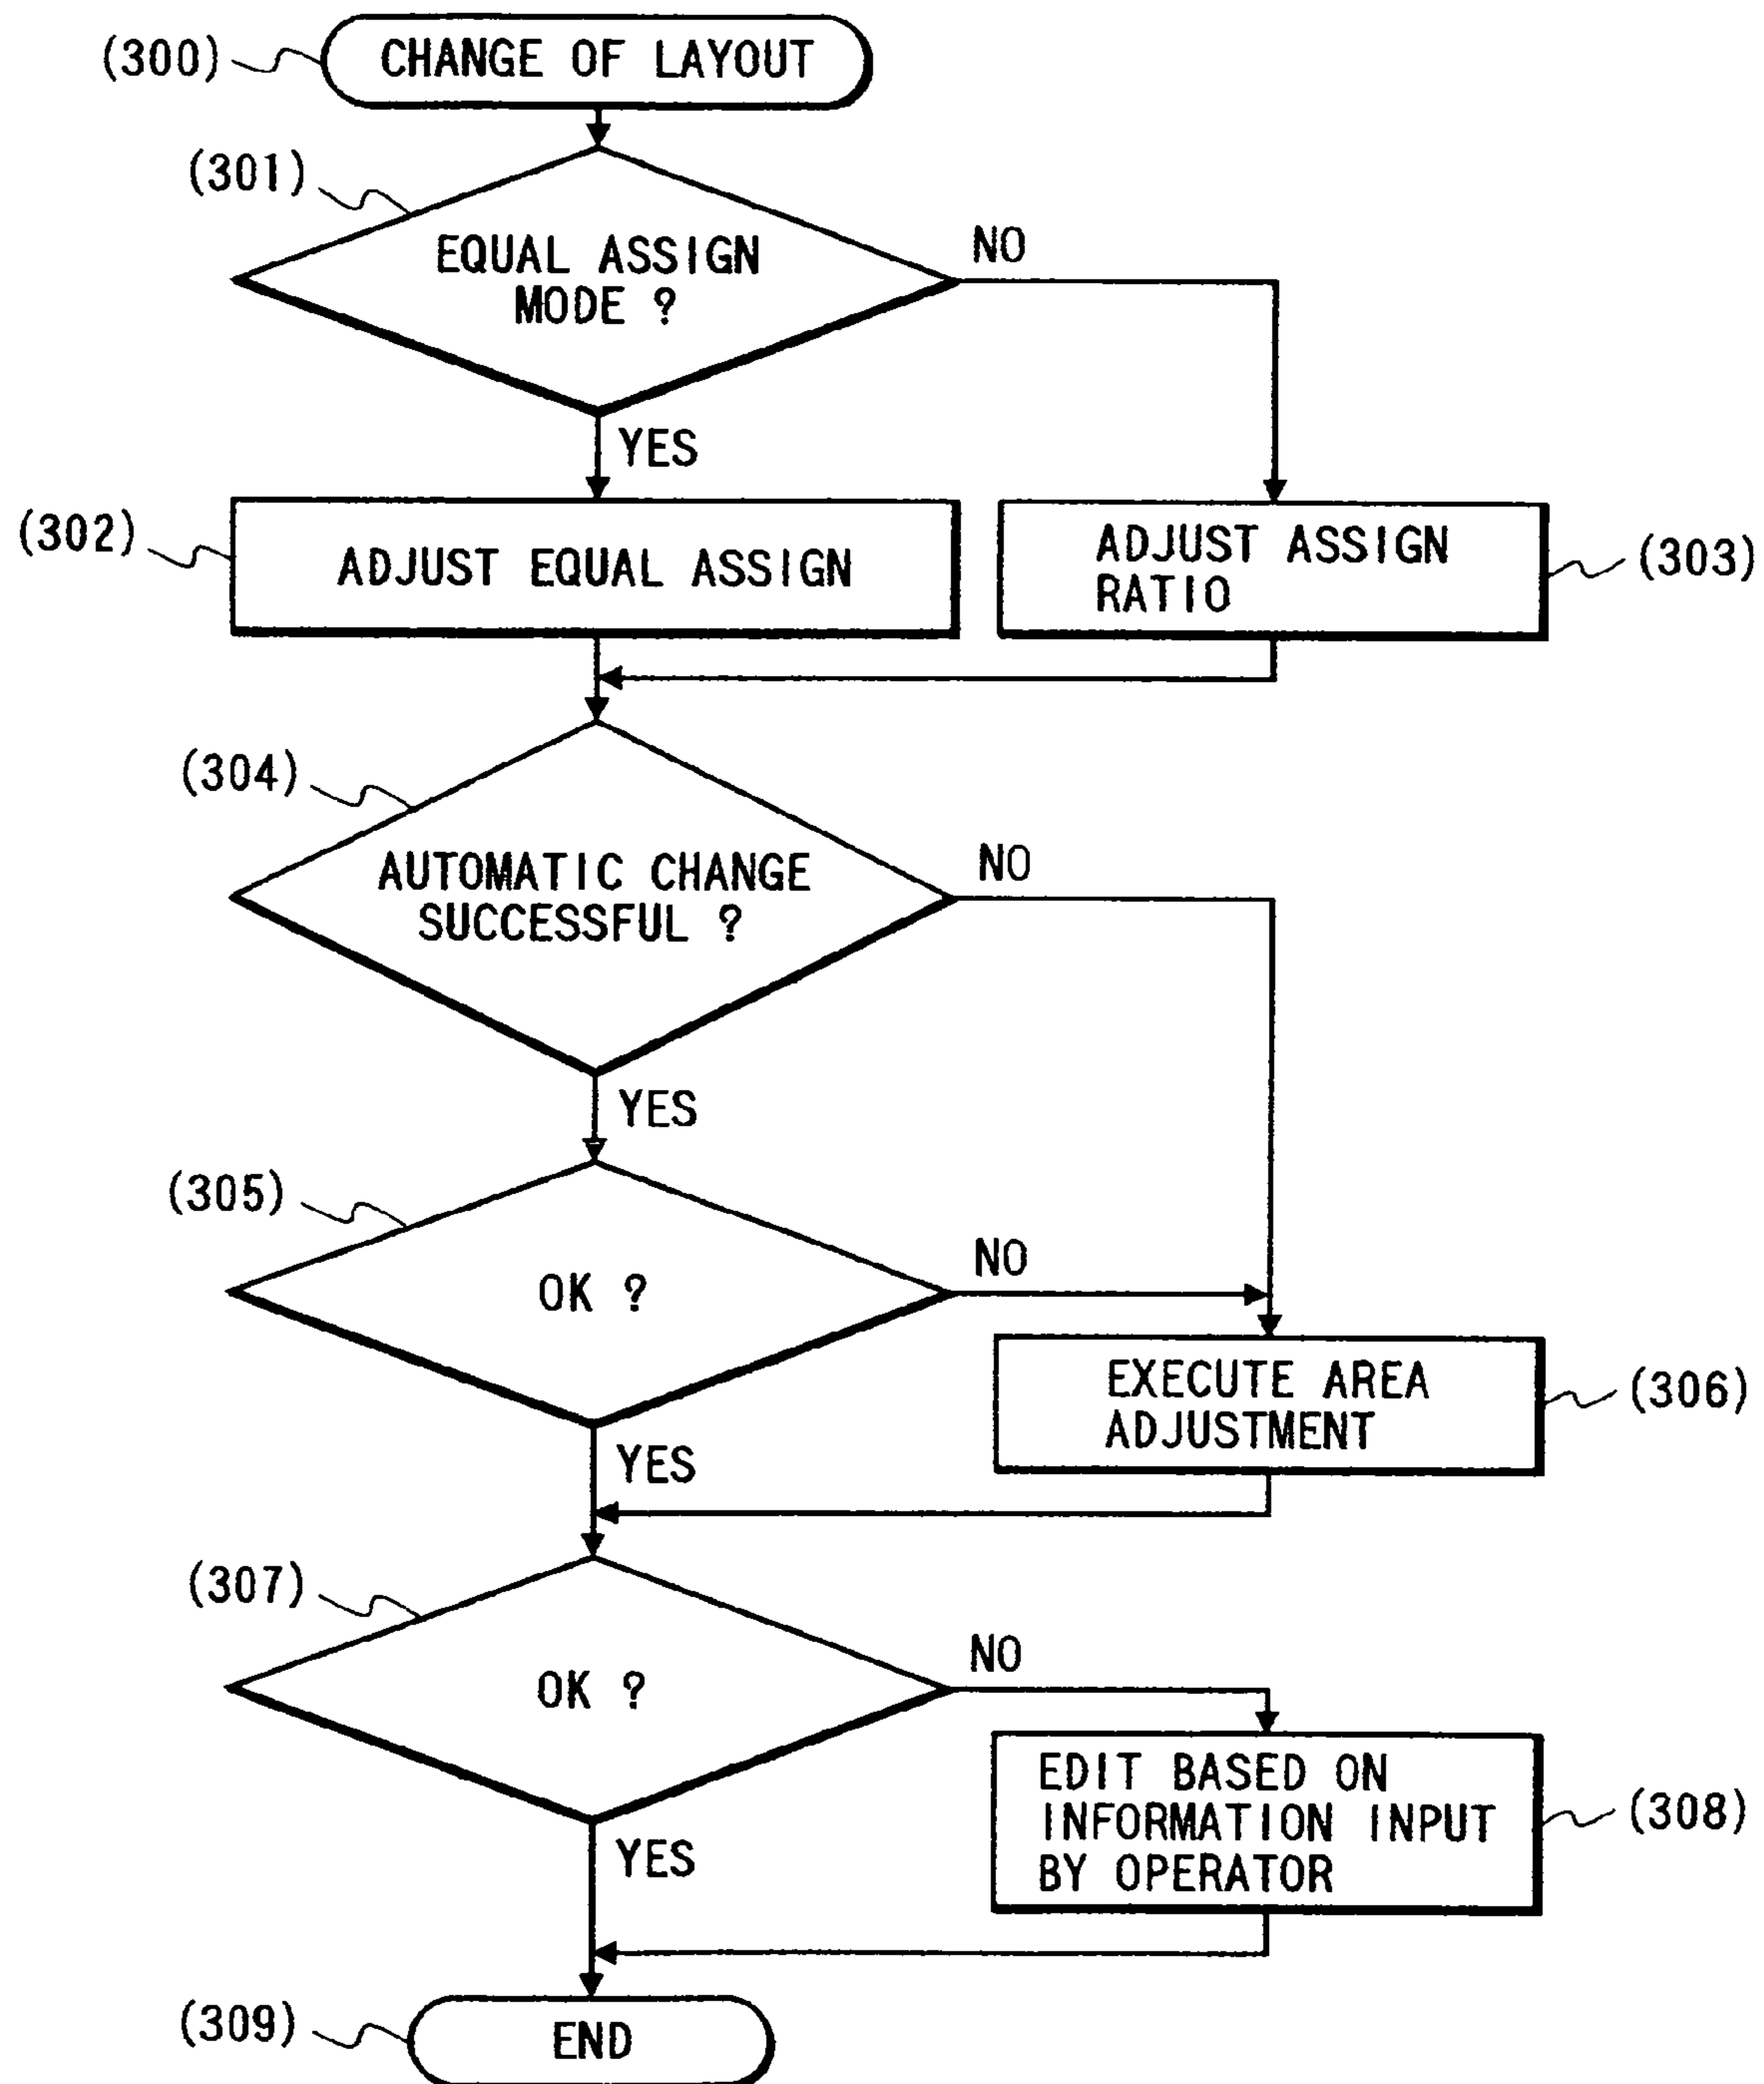 (300)
CHANGE OF LAYOUT
(301)
EQUAL ASSIGN
MODE ?
NO
YES
(302)
ADJUST EQUAL ASSIGN
ADJUST ASSIGN
RATIO
(303)
(304)
AUTOMATIC CHANGE
SUCCESSFUL ?
NO
YES
(305)
OK ?
NO
EXECUTE AREA
ADJUSTMENT
(306)
YES
(307)
OK ?
NO
EDIT BASED ON
INFORMATION INPUT
BY OPERATOR
(308)
YES
(309)
END